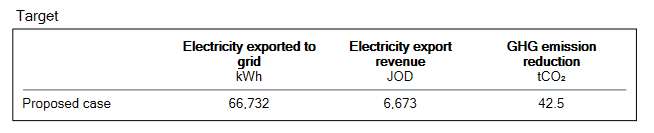 Target
Electricity exported to Electricity export GHG emission
grid revenue reduction
kWh JOD tCO₂
Proposed case 66,732 6,673 42.5